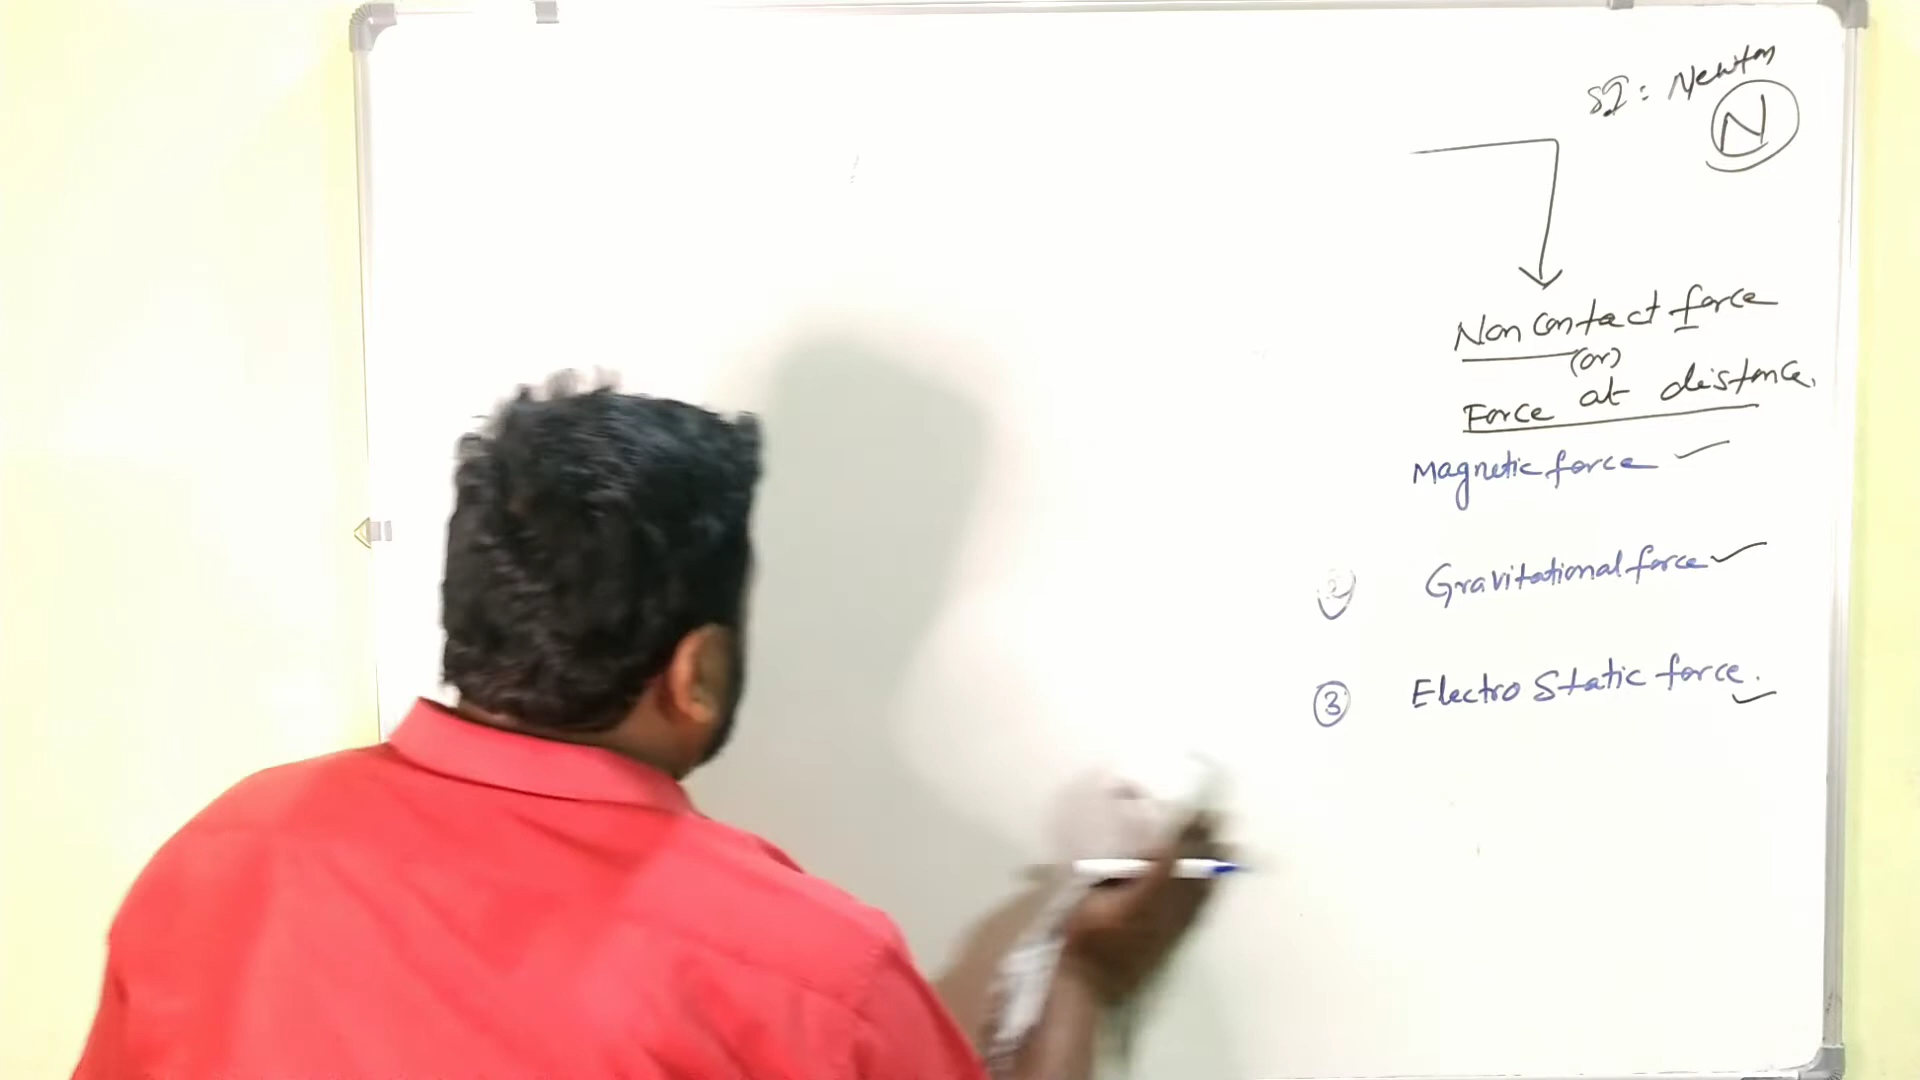 SI: Newton
N
Non contact force
(or)
Force at distance.
Magnetic force
2 Gravitational force
3 Electro Static force.